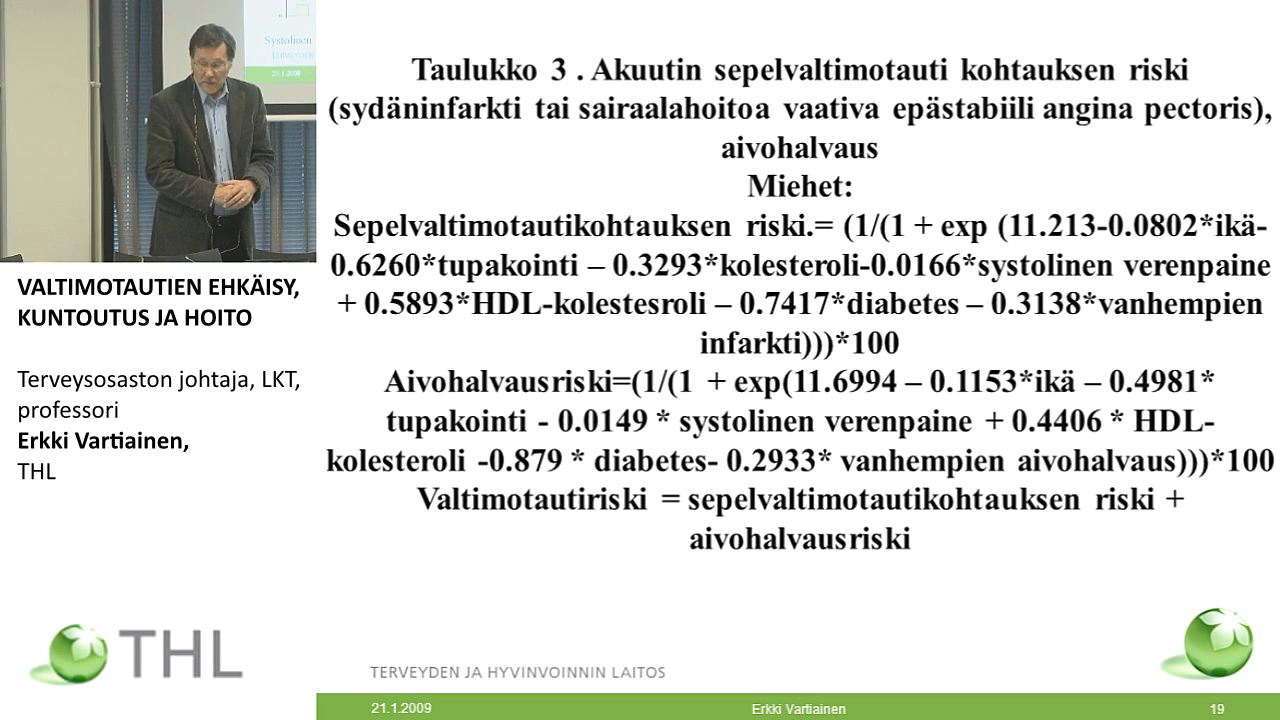 Systolinen
21.1.2009
VALTIMOTAUTIEN EHKÄISY,
KUNTOUTUS JA HOITO
Terveysosaston johtaja, LKT,
professori
Erkki Vartiainen,
THL
THL
Taulukko 3 . Akuutin sepelvaltimotauti kohtauksen riski
(sydäninfarkti tai sairaalahoitoa vaativa epästabiili angina pectoris),
aivohalvaus
Miehet:
Sepelvaltimotautikohtauksen riski.= (1/(1 + exp (11.213-0.0802*ikä-
0.6260*tupakointi – 0.3293*kolesteroli-0.0166*systolinen verenpaine
+ 0.5893*HDL-kolestesroli – 0.7417*diabetes – 0.3138*vanhempien
infarkti)))*100
Aivohalvausriski=(1/(1 + exp(11.6994 – 0.1153*ikä – 0.4981*
tupakointi - 0.0149 * systolinen verenpaine + 0.4406 * HDL-
kolesteroli -0.879 * diabetes- 0.2933* vanhempien aivohalvaus)))*100
Valtimotautiriski = sepelvaltimotautikohtauksen riski +
aivohalvausriski
TERVEYDEN JA HYVINVOINNIN LAITOS
21.1.2009
Erkki Vartiainen
19